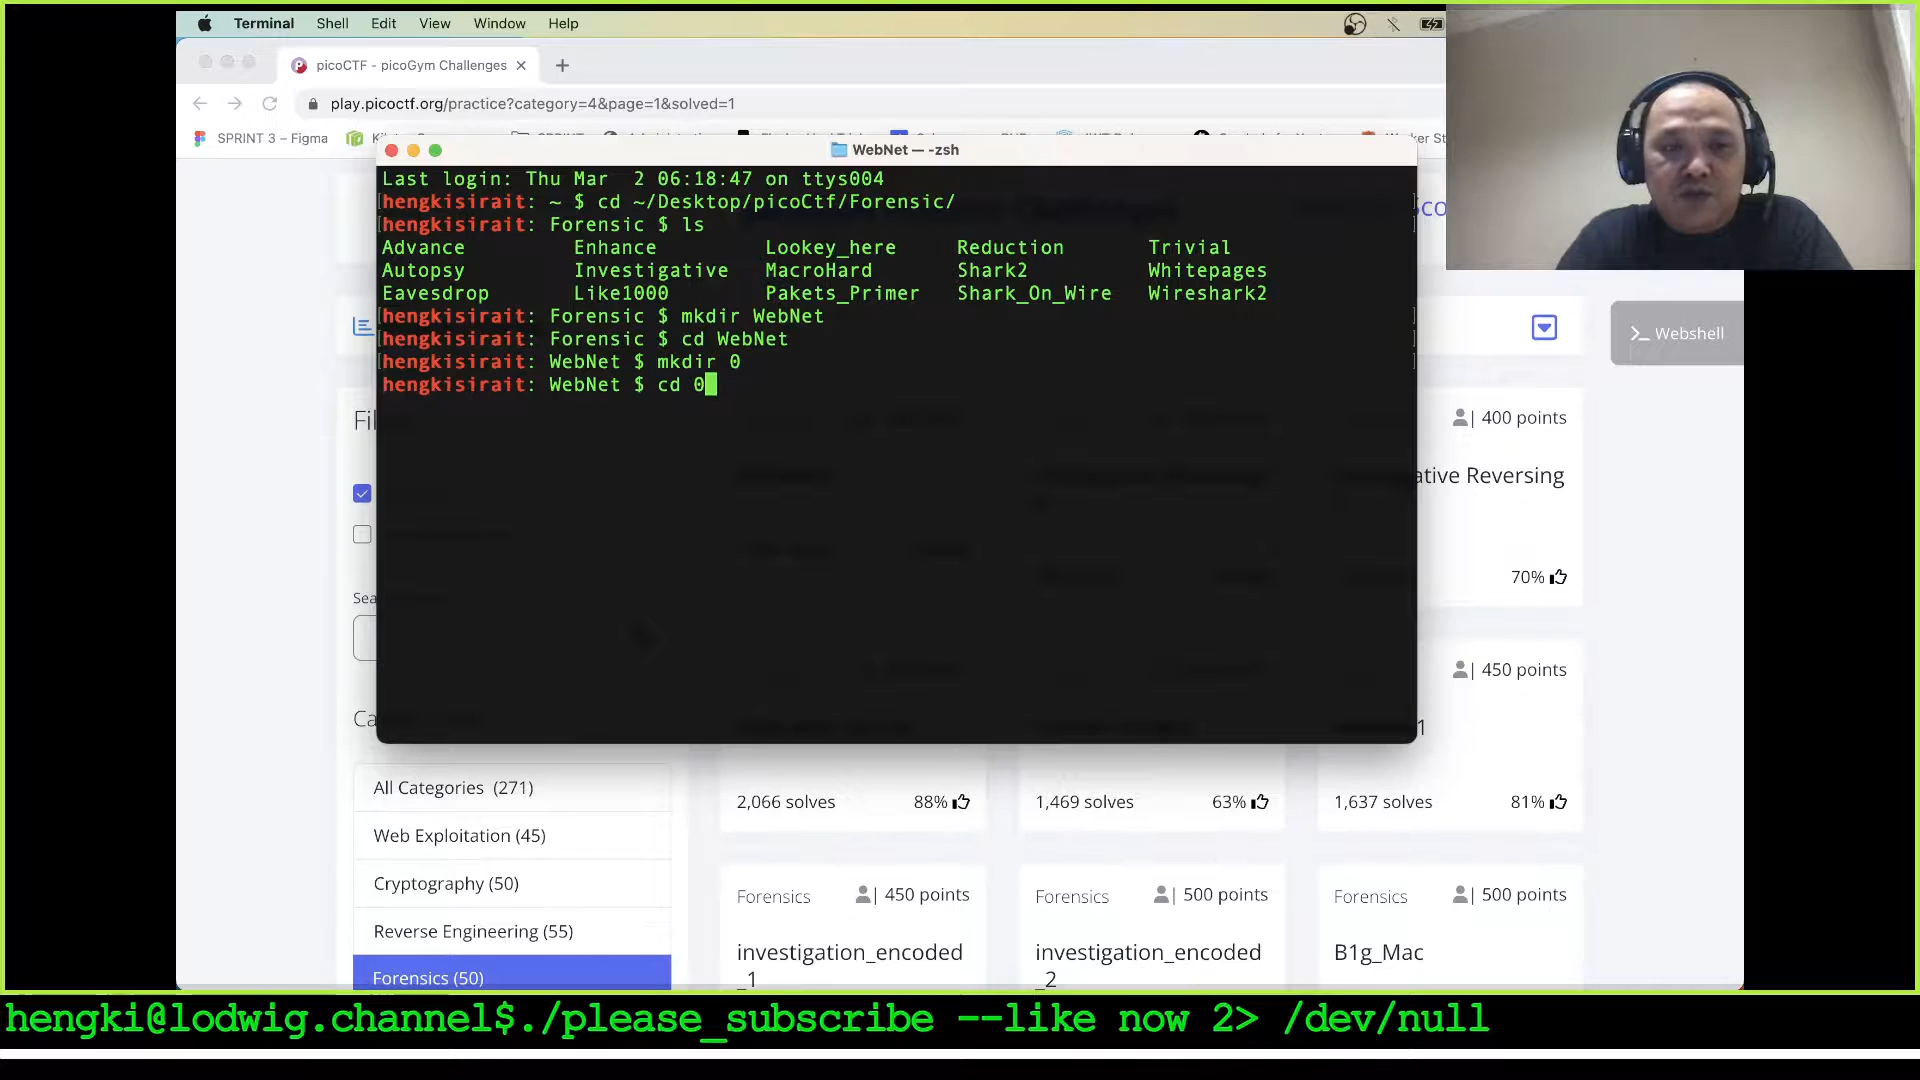 Terminal Shell Edit View Window Help
picoCTF - picoGym Challenges
play.picoctf.org/practice?category=4&page=1&solved=1
SPRINT 3 – Figma
WebNet — -zsh
Last login: Thu Mar  2 06:18:47 on ttys004
hengkisirait: ~ $ cd ~/Desktop/picoCtf/Forensic/
hengkisirait: Forensic $ ls
Advance Enhance Lookey_here Reduction Trivial
Autopsy Investigative MacroHard Shark2 Whitepages
Eavesdrop Like1000 Pakets_Primer Shark_On_Wire Wireshark2
hengkisirait: Forensic $ mkdir WebNet
hengkisirait: Forensic $ cd WebNet
hengkisirait: WebNet $ mkdir 0
hengkisirait: WebNet $ cd 0
Webshell
400 points
ative Reversing
70%
450 points
1
All Categories (271)
Web Exploitation (45)
Cryptography (50)
Reverse Engineering (55)
Forensics (50)
2,066 solves 88%
1,469 solves 63%
1,637 solves 81%
Forensics | 450 points
investigation_encoded
_1
Forensics | 500 points
investigation_encoded
_2
Forensics | 500 points
B1g_Mac
hengki@lodwig.channel$./please_subscribe --like now 2> /dev/null